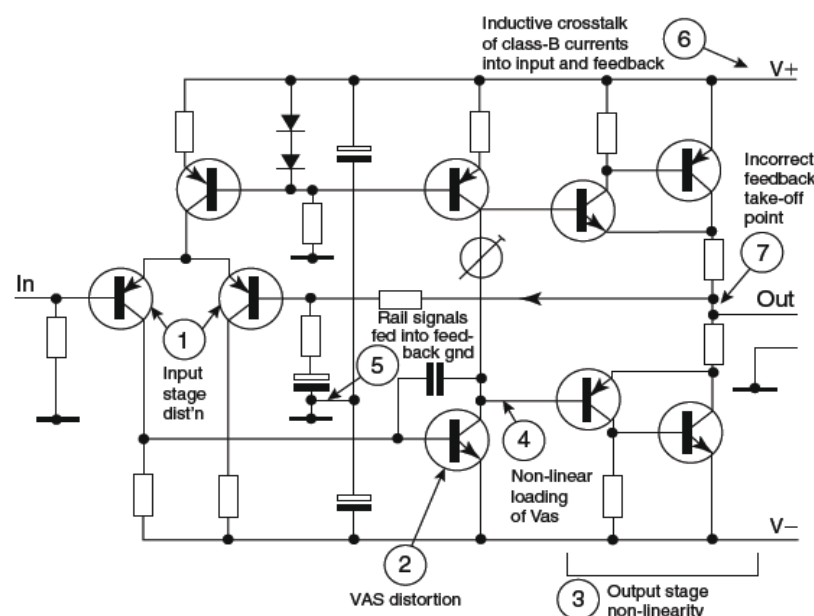 Inductive crosstalk
of class-B currents
into input and feedback
6
V+
Incorrect
feedback
take-off
point
7
In
Out
1
Input
stage
dist'n
Rail signals
fed into feed-
back gnd
5
4
Non-linear
loading
of Vas
V−
2
VAS distortion
3
Output stage
non-linearity